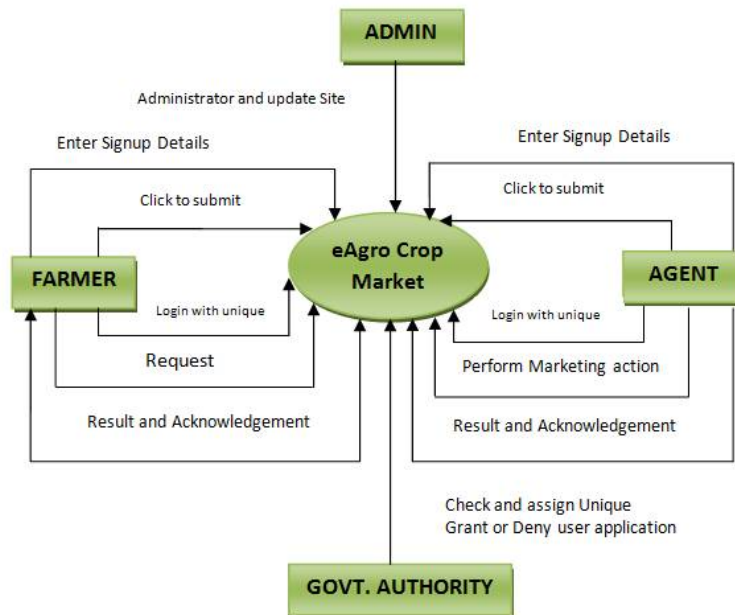 ADMIN
Administrator and update Site
Enter Signup Details
Enter Signup Details
Click to submit
Click to submit
eAgro Crop
Market
FARMER
AGENT
Login with unique
Login with unique
Request
Perform Marketing action
Result and Acknowledgement
Result and Acknowledgement
Check and assign Unique
Grant or Deny user application
GOVT. AUTHORITY